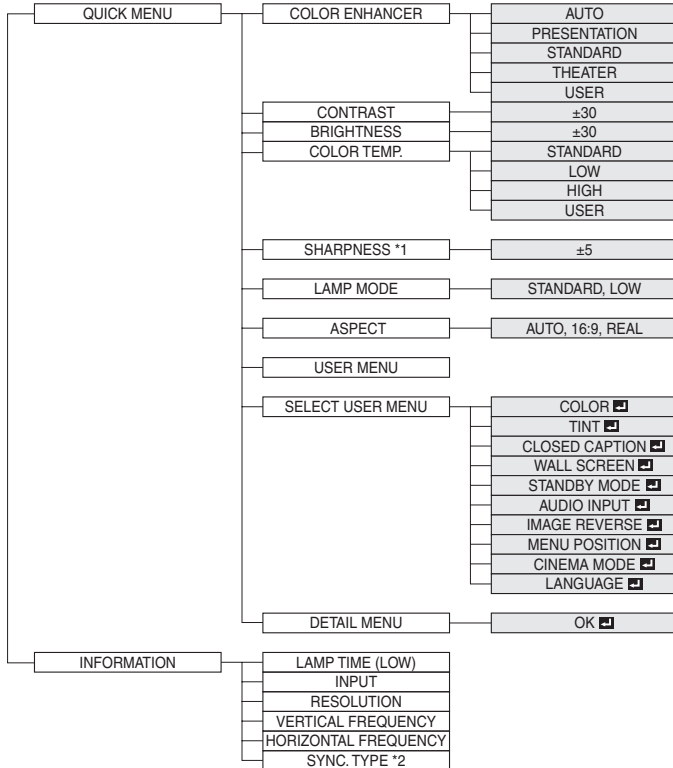 QUICK MENU COLOR ENHANCER AUTO
PRESENTATION
STANDARD
THEATER
USER
CONTRAST ±30
BRIGHTNESS ±30
COLOR TEMP. STANDARD
LOW
HIGH
USER
SHARPNESS *1 ±5
LAMP MODE STANDARD, LOW
ASPECT AUTO, 16:9, REAL
USER MENU
SELECT USER MENU COLOR
TINT
CLOSED CAPTION
WALL SCREEN
STANDBY MODE
AUDIO INPUT
IMAGE REVERSE
MENU POSITION
CINEMA MODE
LANGUAGE
DETAIL MENU OK
INFORMATION LAMP TIME (LOW)
INPUT
RESOLUTION
VERTICAL FREQUENCY
HORIZONTAL FREQUENCY
SYNC. TYPE *2